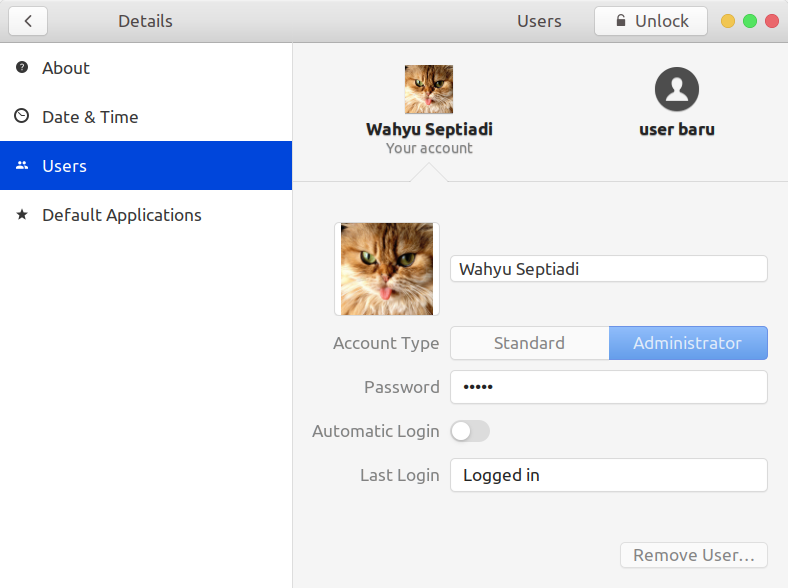 Details
Users
Unlock
About
Date & Time
Users
Default Applications
Wahyu Septiadi
Your account
user baru
Wahyu Septiadi
Account Type
Standard
Administrator
Password
•••••
Automatic Login
Last Login
Logged in
Remove User…